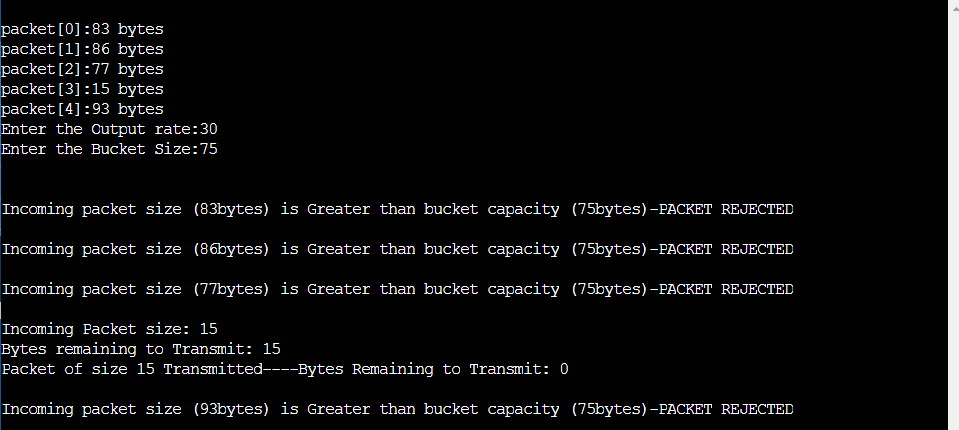 packet[0]:83 bytes
packet[1]:86 bytes
packet[2]:77 bytes
packet[3]:15 bytes
packet[4]:93 bytes
Enter the Output rate:30
Enter the Bucket Size:75
Incoming packet size (83bytes) is Greater than bucket capacity (75bytes)-PACKET REJECTED
Incoming packet size (86bytes) is Greater than bucket capacity (75bytes)-PACKET REJECTED
Incoming packet size (77bytes) is Greater than bucket capacity (75bytes)-PACKET REJECTED
Incoming Packet size: 15
Bytes remaining to Transmit: 15
Packet of size 15 Transmitted----Bytes Remaining to Transmit: 0
Incoming packet size (93bytes) is Greater than bucket capacity (75bytes)-PACKET REJECTED